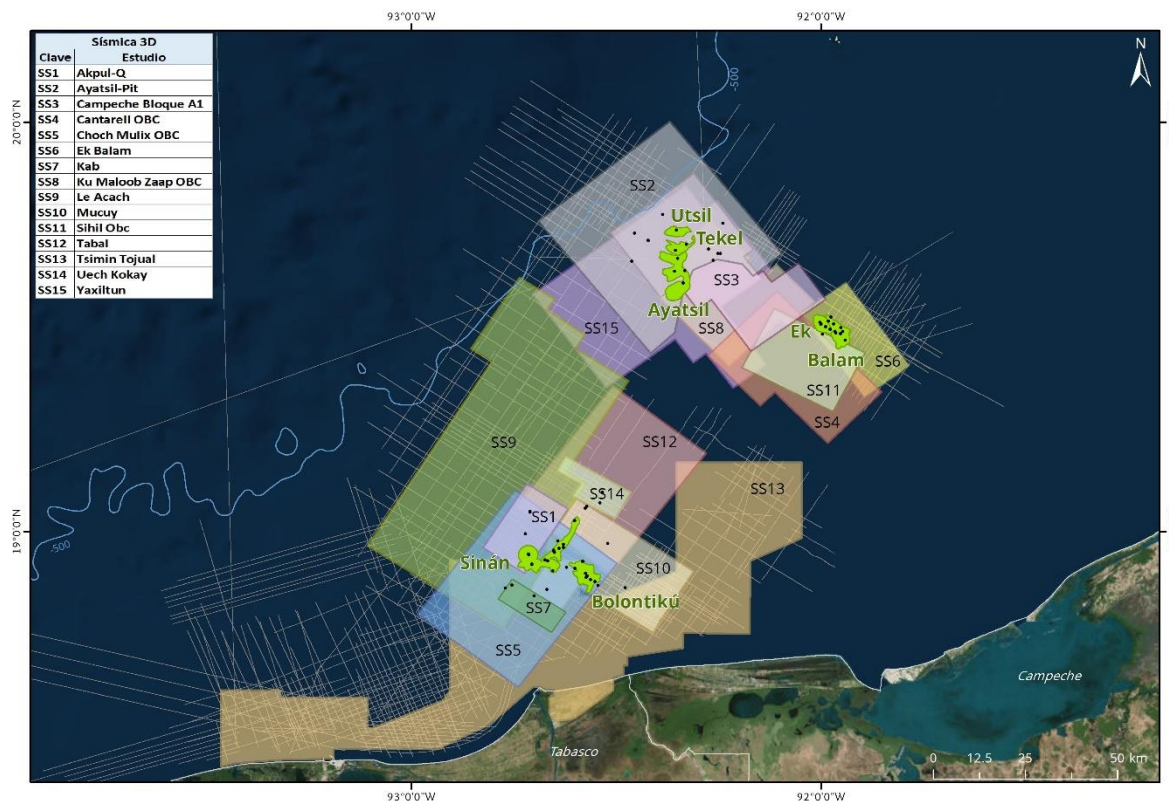 93°0'0"W 92°0'0"W
Sísmica 3D
Clave Estudio
SS1 Akpul-Q
SS2 Ayatsil-Pit
SS3 Campeche Bloque A1
SS4 Cantarell OBC
SS5 Choch Mulix OBC
SS6 Ek Balam
SS7 Kab
SS8 Ku Maloob Zaap OBC
SS9 Le Acach
SS10 Mucuy
SS11 Sihil Obc
SS12 Tabal
SS13 Tsimin Tojual
SS14 Uech Kokay
SS15 Yaxiltun
N
-500
20°0'0"N
SS2
Utsil
Tekel
SS3
Ayatsil
SS15
SS8
Ek
Balam
SS6
SS11
SS4
SS9
SS12
SS14
SS13
SS1
19°0'0"N
-500
Sinán
SS10
Bolontikú
SS7
SS5
Campeche
Tabasco
0 12.5 25 50 km
93°0'0"W 92°0'0"W